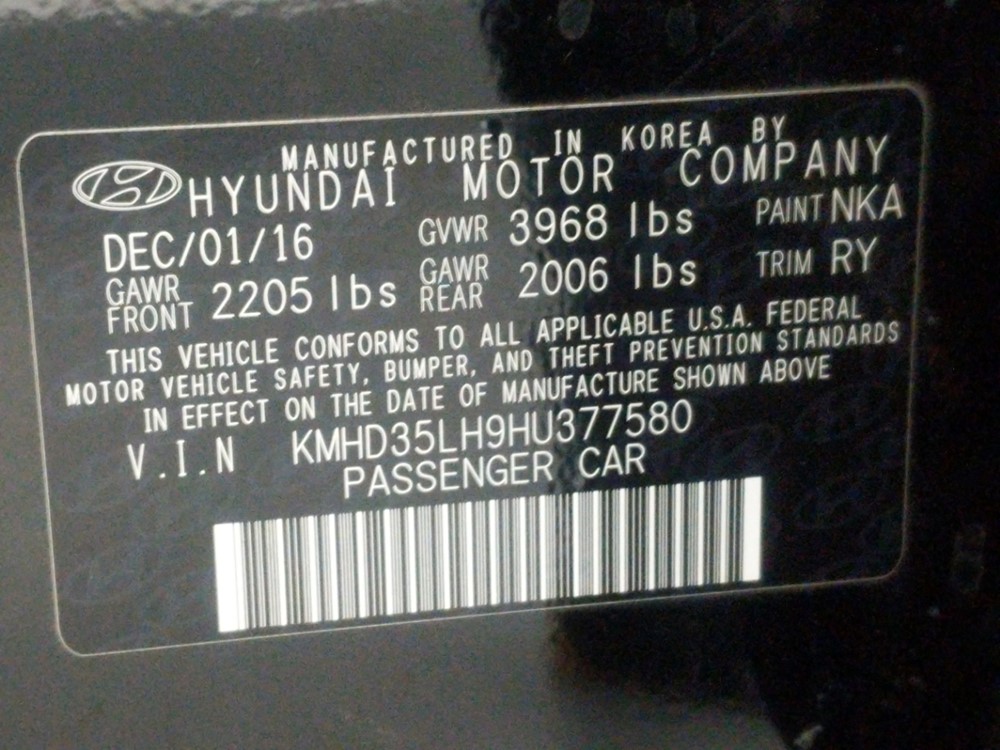 MANUFACTURED IN KOREA BY
HYUNDAI MOTOR COMPANY
DEC/01/16 GVWR 3968 lbs PAINT NKA
GAWR FRONT 2205 lbs GAWR REAR 2006 lbs TRIM RY
THIS VEHICLE CONFORMS TO ALL APPLICABLE U.S.A. FEDERAL
MOTOR VEHICLE SAFETY, BUMPER, AND THEFT PREVENTION STANDARDS
IN EFFECT ON THE DATE OF MANUFACTURE SHOWN ABOVE
V.I.N KMHD35LH9HU377580
PASSENGER CAR